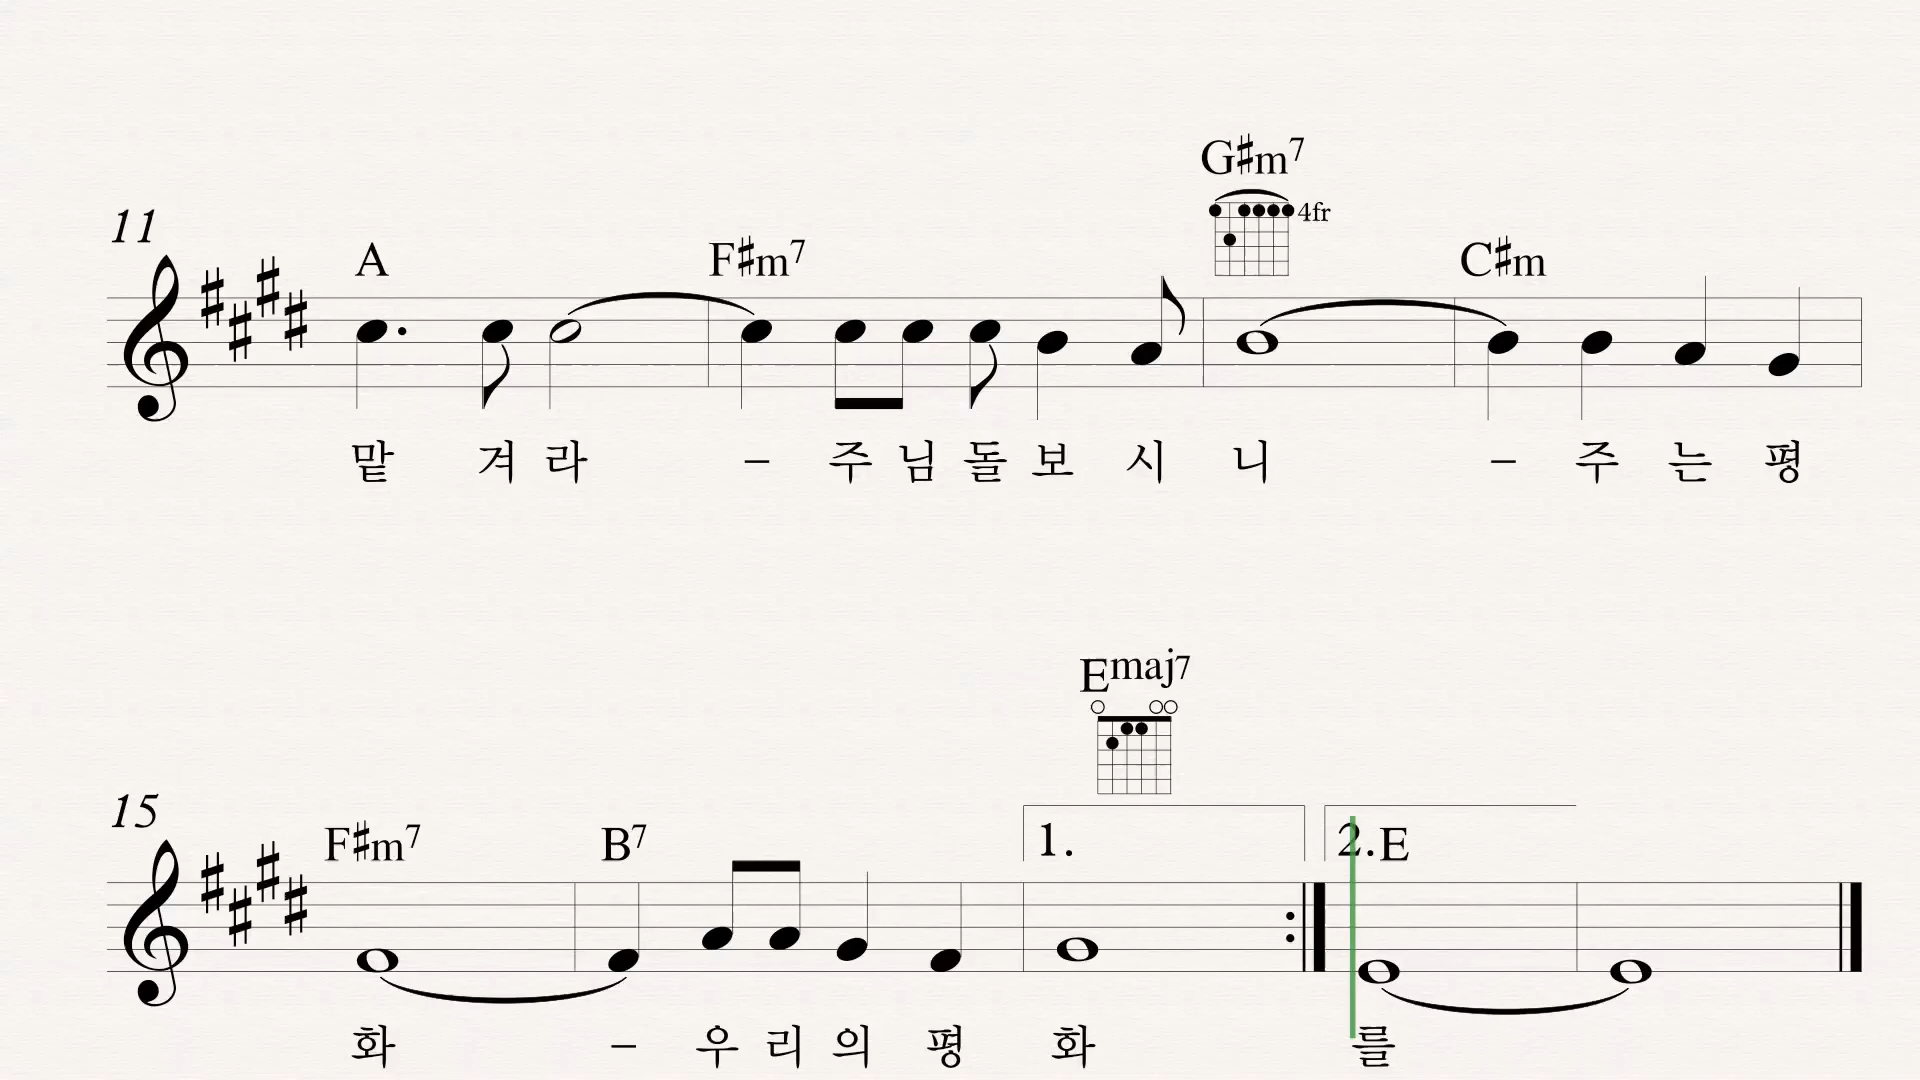 G♯m7
4fr
11
A F♯m7 C♯m
맡 겨 라 – 주 님 돌 보 시 니 – 주 는 평
Emaj7
15
F♯m7 B7 1. 2. E
화 – 우 리 의 평 화 를